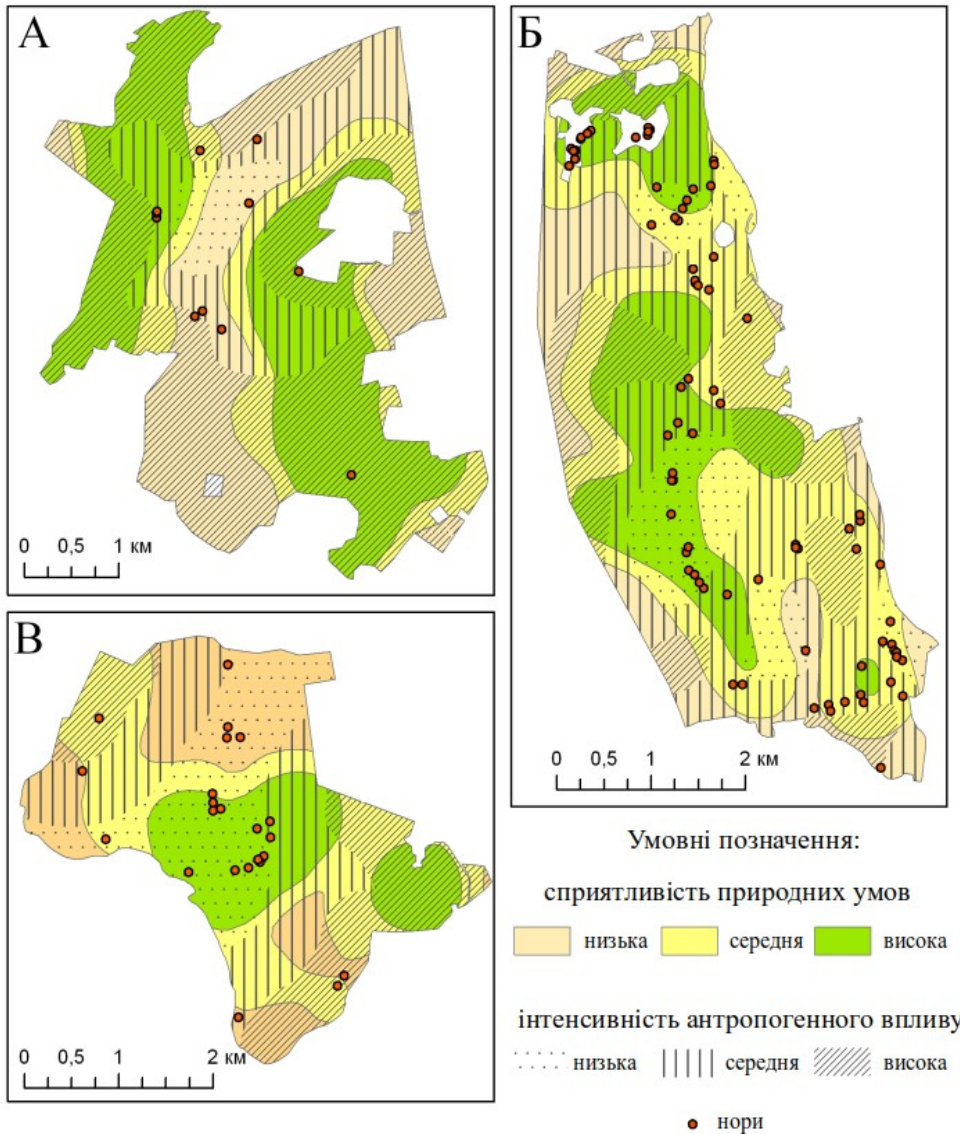 А
0 0,5 1 км
Б
0 0,5 1 2 км
В
0 0,5 1 2 км
Умовні позначення:
сприятливість природних умов
низька середня висока
інтенсивність антропогенного впливу
низька середня висока
нори